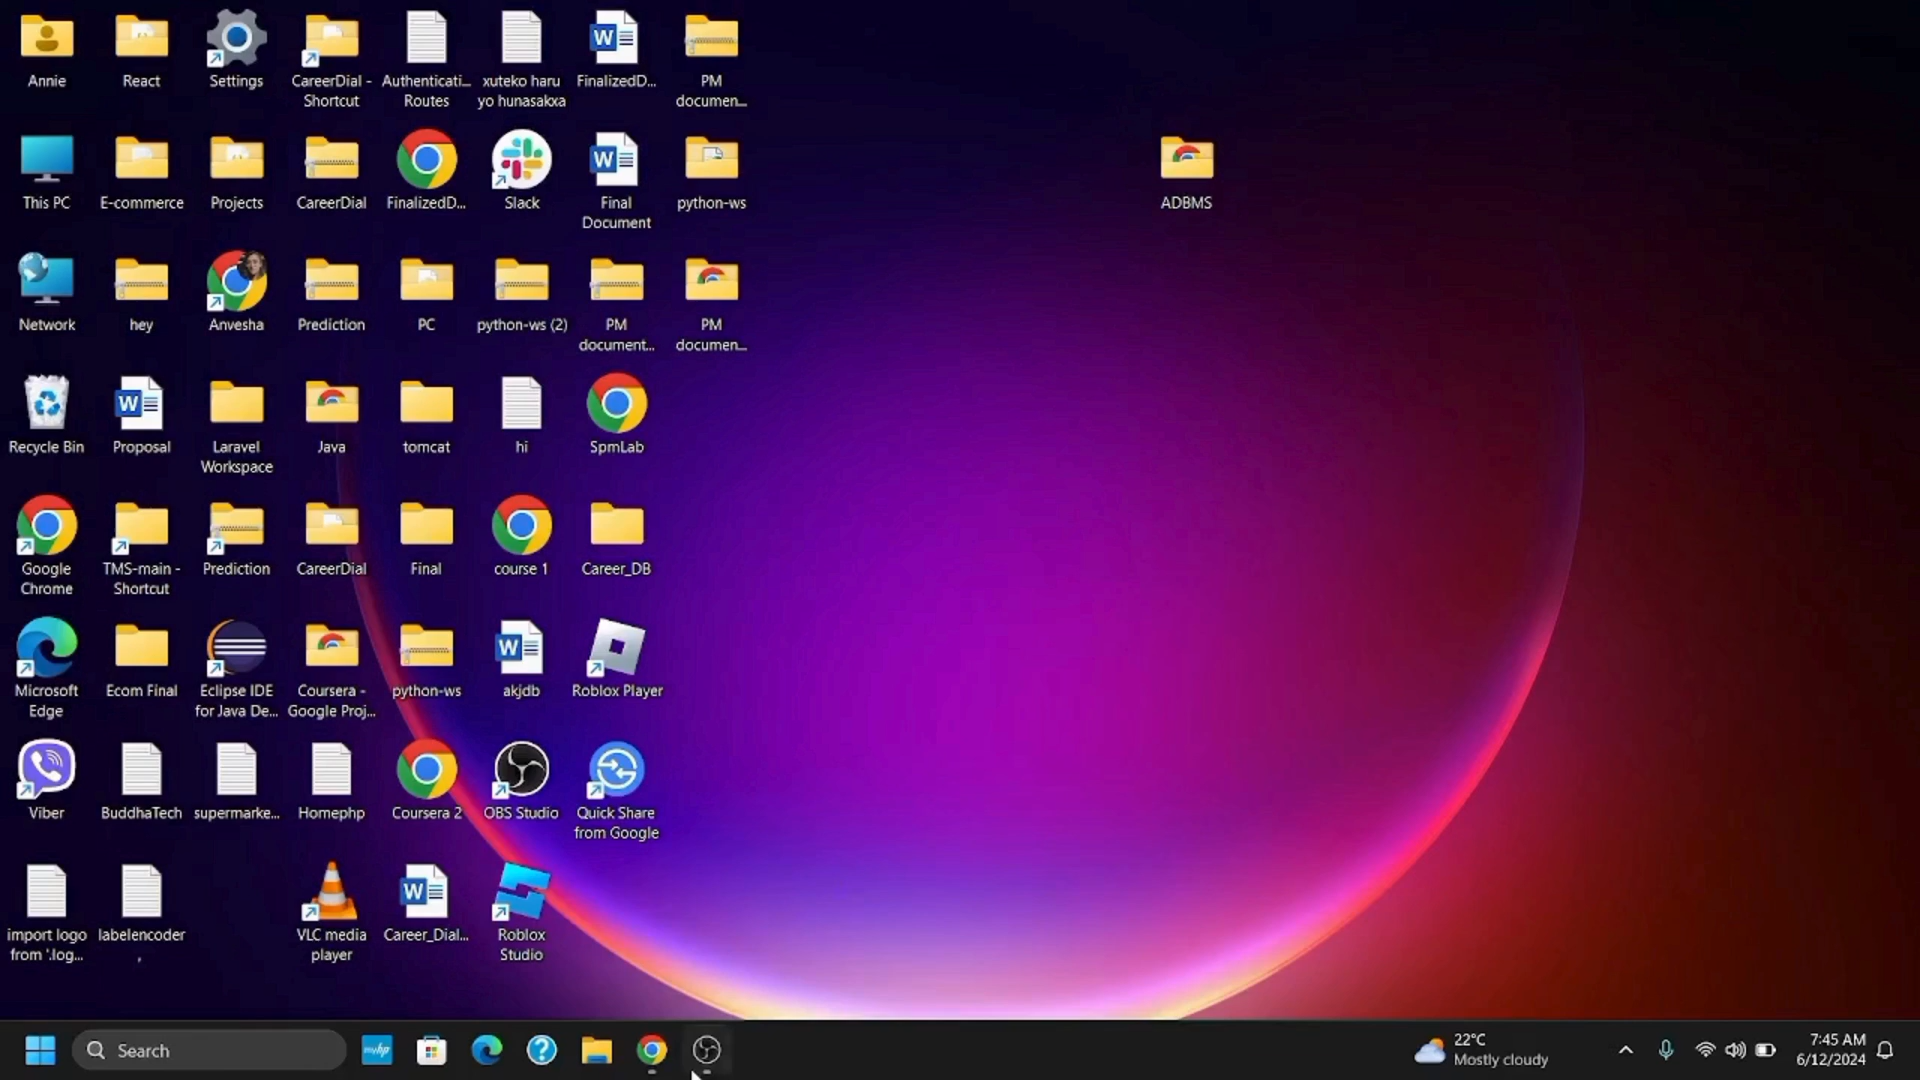 Annie
React
Settings
CareerDial -
Shortcut
Authenticati...
Routes
xuteko haru
yo hunasakxa
FinalizedD...
PM
documen...
This PC
E-commerce
Projects
CareerDial
FinalizedD...
Slack
Final
Document
python-ws
ADBMS
Network
hey
Anvesha
Prediction
PC
python-ws (2)
PM
document...
PM
documen...
Recycle Bin
Proposal
Laravel
Workspace
Java
tomcat
hi
SpmLab
Google
Chrome
TMS-main -
Shortcut
Prediction
CareerDial
Final
course 1
Career_DB
Microsoft
Edge
Ecom Final
Eclipse IDE
for Java De...
Coursera -
Google Proj...
python-ws
akjdb
Roblox Player
Viber
BuddhaTech
supermarke...
Homephp
Coursera 2
OBS Studio
Quick Share
from Google
import logo
from '.log...
labelencoder
,
VLC media
player
Career_Dial...
Roblox
Studio
Search
myhp
22°C
Mostly cloudy
7:45 AM
6/12/2024